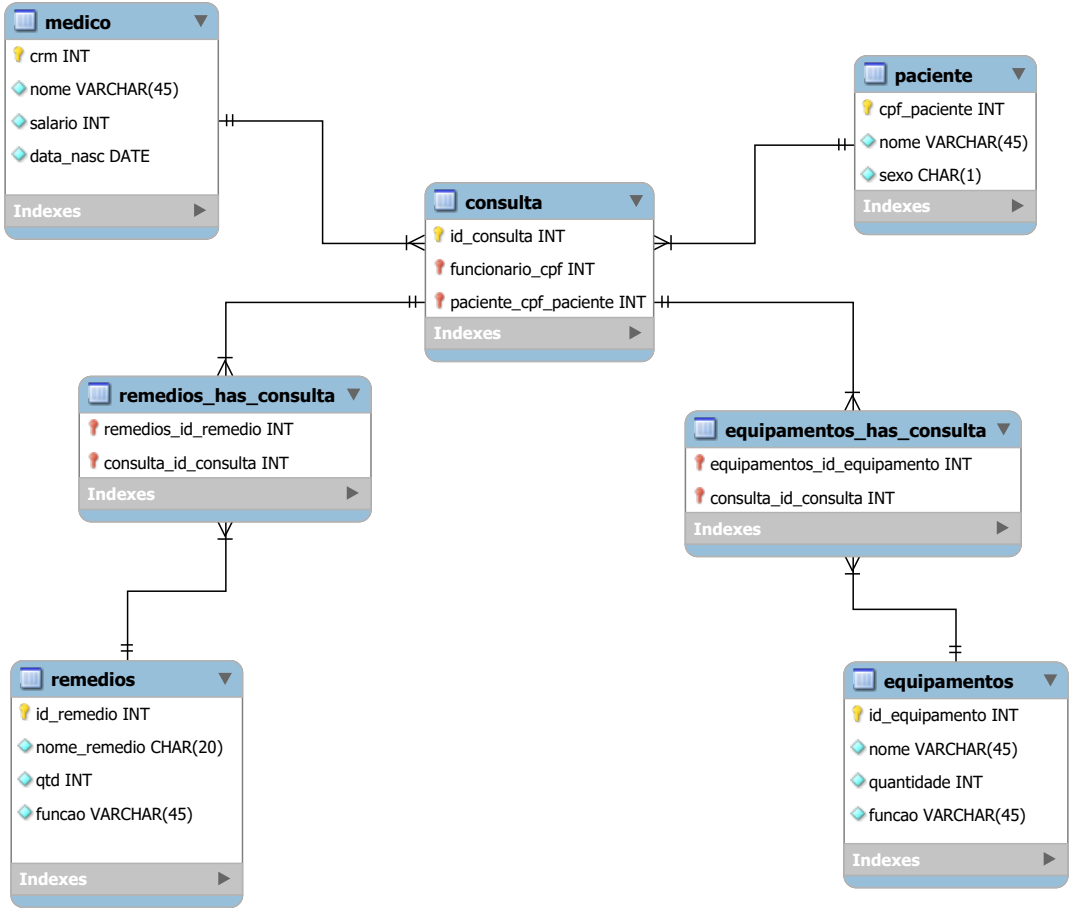 medico
crm INT
nome VARCHAR(45)
salario INT
data_nasc DATE
Indexes
paciente
cpf_paciente INT
nome VARCHAR(45)
sexo CHAR(1)
Indexes
consulta
id_consulta INT
funcionario_cpf INT
paciente_cpf_paciente INT
Indexes
remedios_has_consulta
remedios_id_remedio INT
consulta_id_consulta INT
Indexes
equipamentos_has_consulta
equipamentos_id_equipamento INT
consulta_id_consulta INT
Indexes
remedios
id_remedio INT
nome_remedio CHAR(20)
qtd INT
funcao VARCHAR(45)
Indexes
equipamentos
id_equipamento INT
nome VARCHAR(45)
quantidade INT
funcao VARCHAR(45)
Indexes